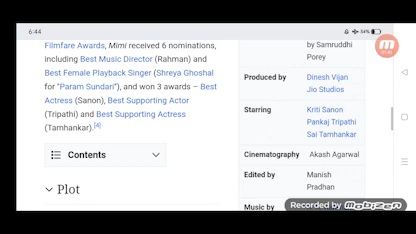 6:44
34%
Filmfare Awards, Mimi received 6 nominations,
including Best Music Director (Rahman) and
Best Female Playback Singer (Shreya Ghoshal
for "Param Sundari"), and won 3 awards – Best
Actress (Sanon), Best Supporting Actor
(Tripathi) and Best Supporting Actress
(Tamhankar).[4]
Contents
Plot
by Samruddhi
Porey
Produced by Dinesh Vijan
Jio Studios
Starring Kriti Sanon
Pankaj Tripathi
Sai Tamhankar
Cinematography Akash Agarwal
Edited by Manish
Pradhan
Music by
Recorded by mobizen